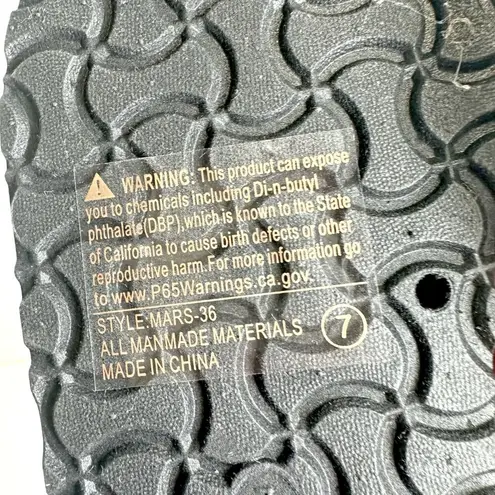 WARNING: This product can expose
you to chemicals including Di-n-butyl
phthalate(DBP),which is known to the State
of California to cause birth defects or other
reproductive harm. For more information go
to www.P65Warnings.ca.gov.
STYLE:MARS-36
ALL MANMADE MATERIALS 7
MADE IN CHINA